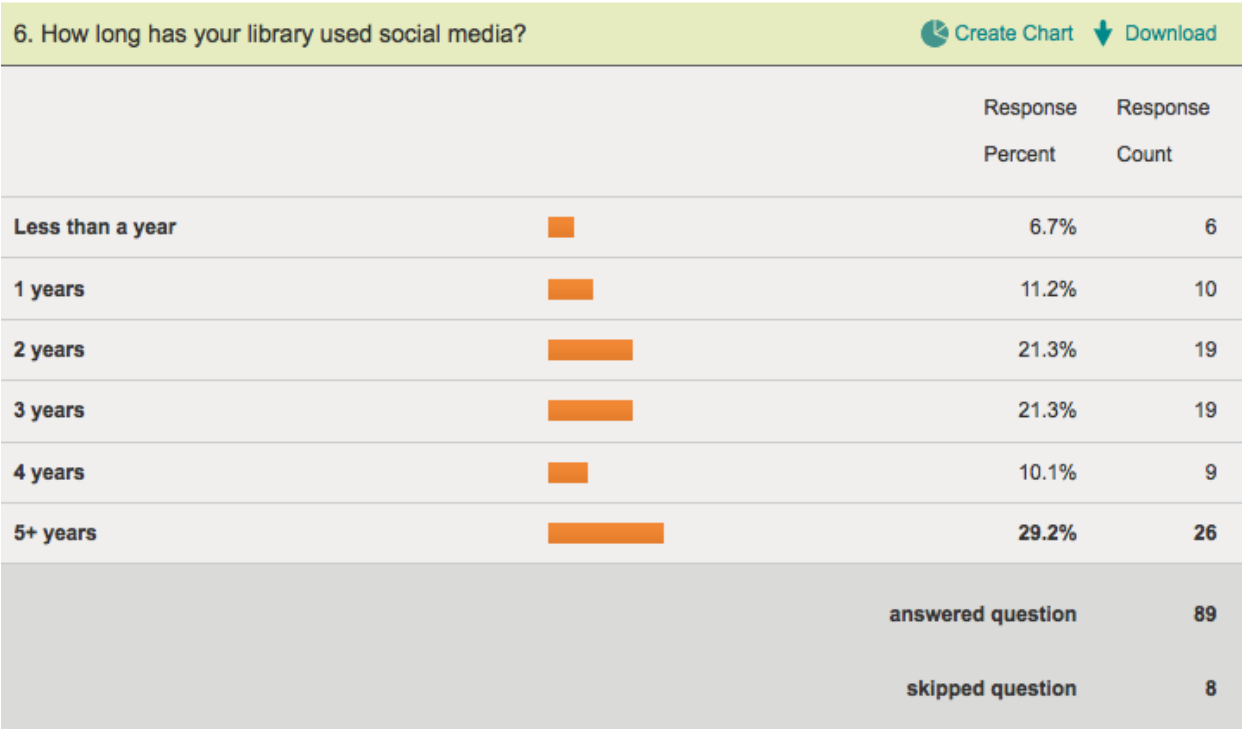 6. How long has your library used social media? Create Chart Download
Response Response
Percent Count
Less than a year 6.7% 6
1 years 11.2% 10
2 years 21.3% 19
3 years 21.3% 19
4 years 10.1% 9
5+ years 29.2% 26
answered question 89
skipped question 8